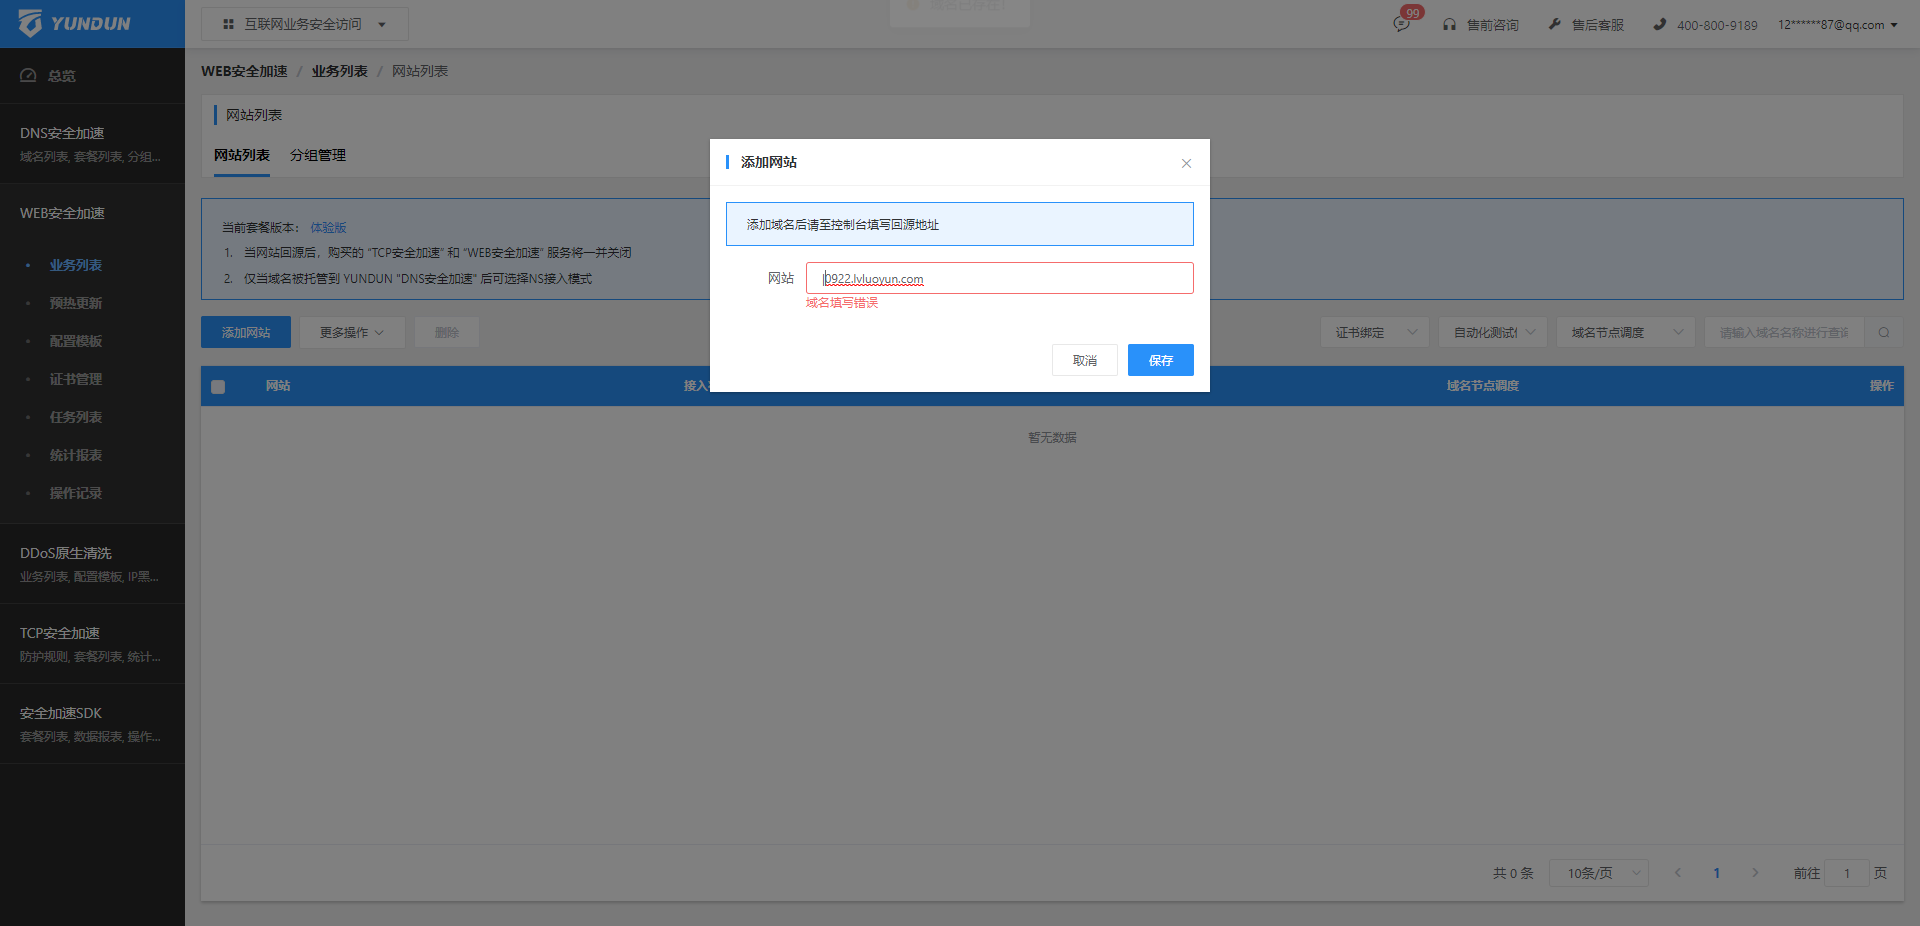 YUNDUN
互联网业务安全访问
域名已存在!
99
售前咨询
售后客服
400-800-9189
12******87@qq.com
总览
DNS安全加速
域名列表, 套餐列表, 分组...
WEB安全加速
业务列表
预热更新
配置模板
证书管理
任务列表
统计报表
操作记录
DDoS原生清洗
业务列表, 配置模板, IP黑...
TCP安全加速
防护规则, 套餐列表, 统计...
安全加速SDK
套餐列表, 数据报表, 操作...
WEB安全加速 / 业务列表 / 网站列表
网站列表
网站列表 分组管理
当前套餐版本： 体验版
1. 当网站回源后，购买的 “TCP安全加速” 和 “WEB安全加速” 服务将一并关闭
2. 仅当域名被托管到 YUNDUN "DNS安全加速" 后可选择NS接入模式
添加网站 更多操作 删除
证书绑定 自动化测试 域名节点调度 请输入域名名称进行查询
网站 接入 域名节点调度 操作
暂无数据
添加网站
添加域名后请至控制台填写回源地址
网站 l0922.lvluoyun.com
域名填写错误
取消 保存
共 0 条 10条/页 1 前往 1 页